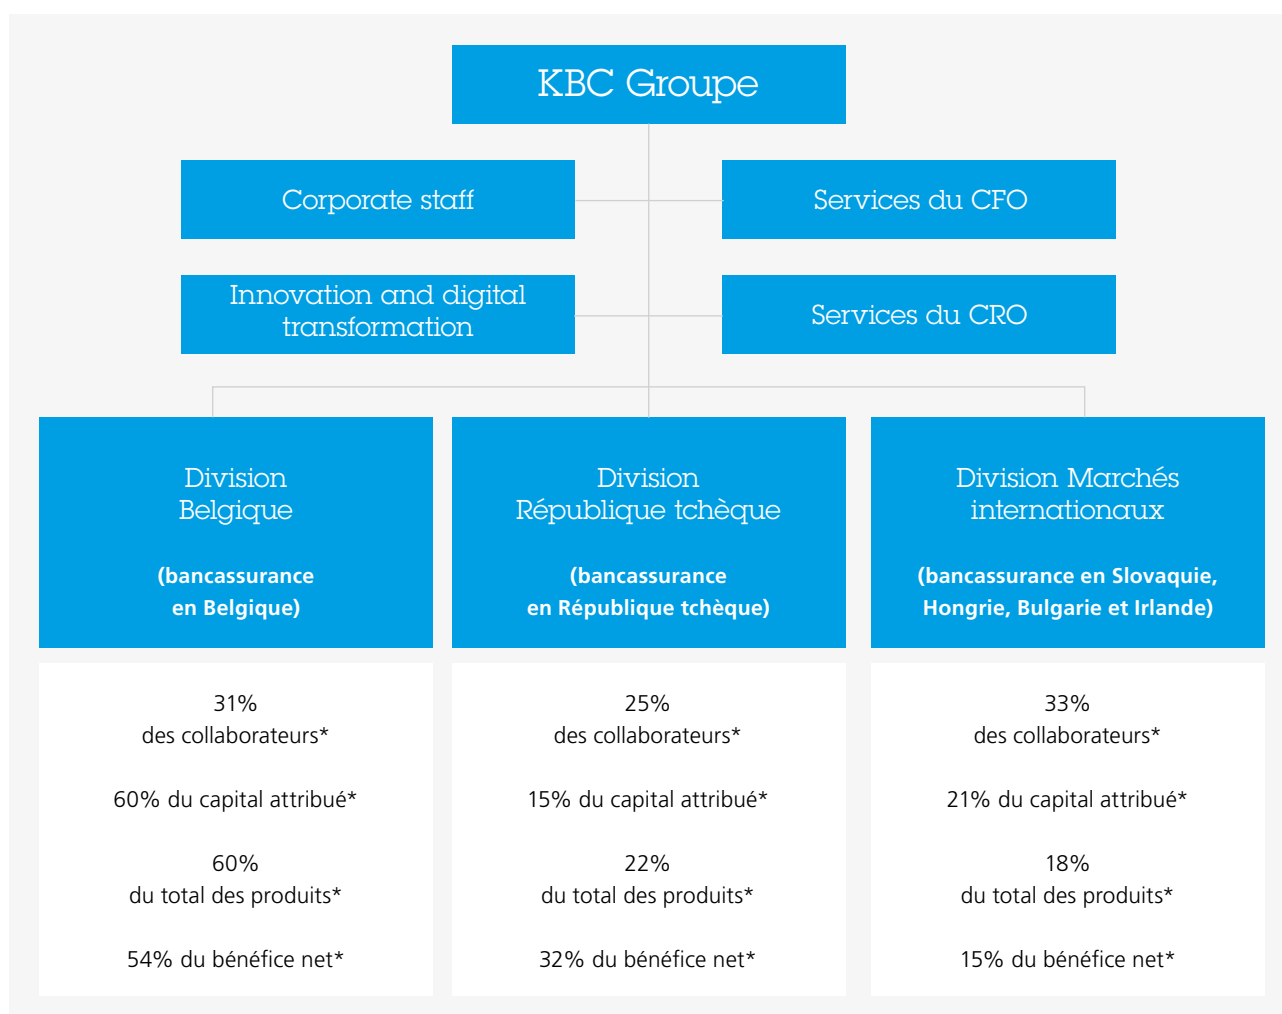 KBC Groupe
Corporate staff
Services du CFO
Innovation and digital
transformation
Services du CRO
Division
Belgique
(bancassurance
en Belgique)
Division
République tchèque
(bancassurance
en République tchèque)
Division Marchés
internationaux
(bancassurance en Slovaquie,
Hongrie, Bulgarie et Irlande)
31%
des collaborateurs*
60% du capital attribué*
60%
du total des produits*
54% du bénéfice net*
25%
des collaborateurs*
15% du capital attribué*
22%
du total des produits*
32% du bénéfice net*
33%
des collaborateurs*
21% du capital attribué*
18%
du total des produits*
15% du bénéfice net*